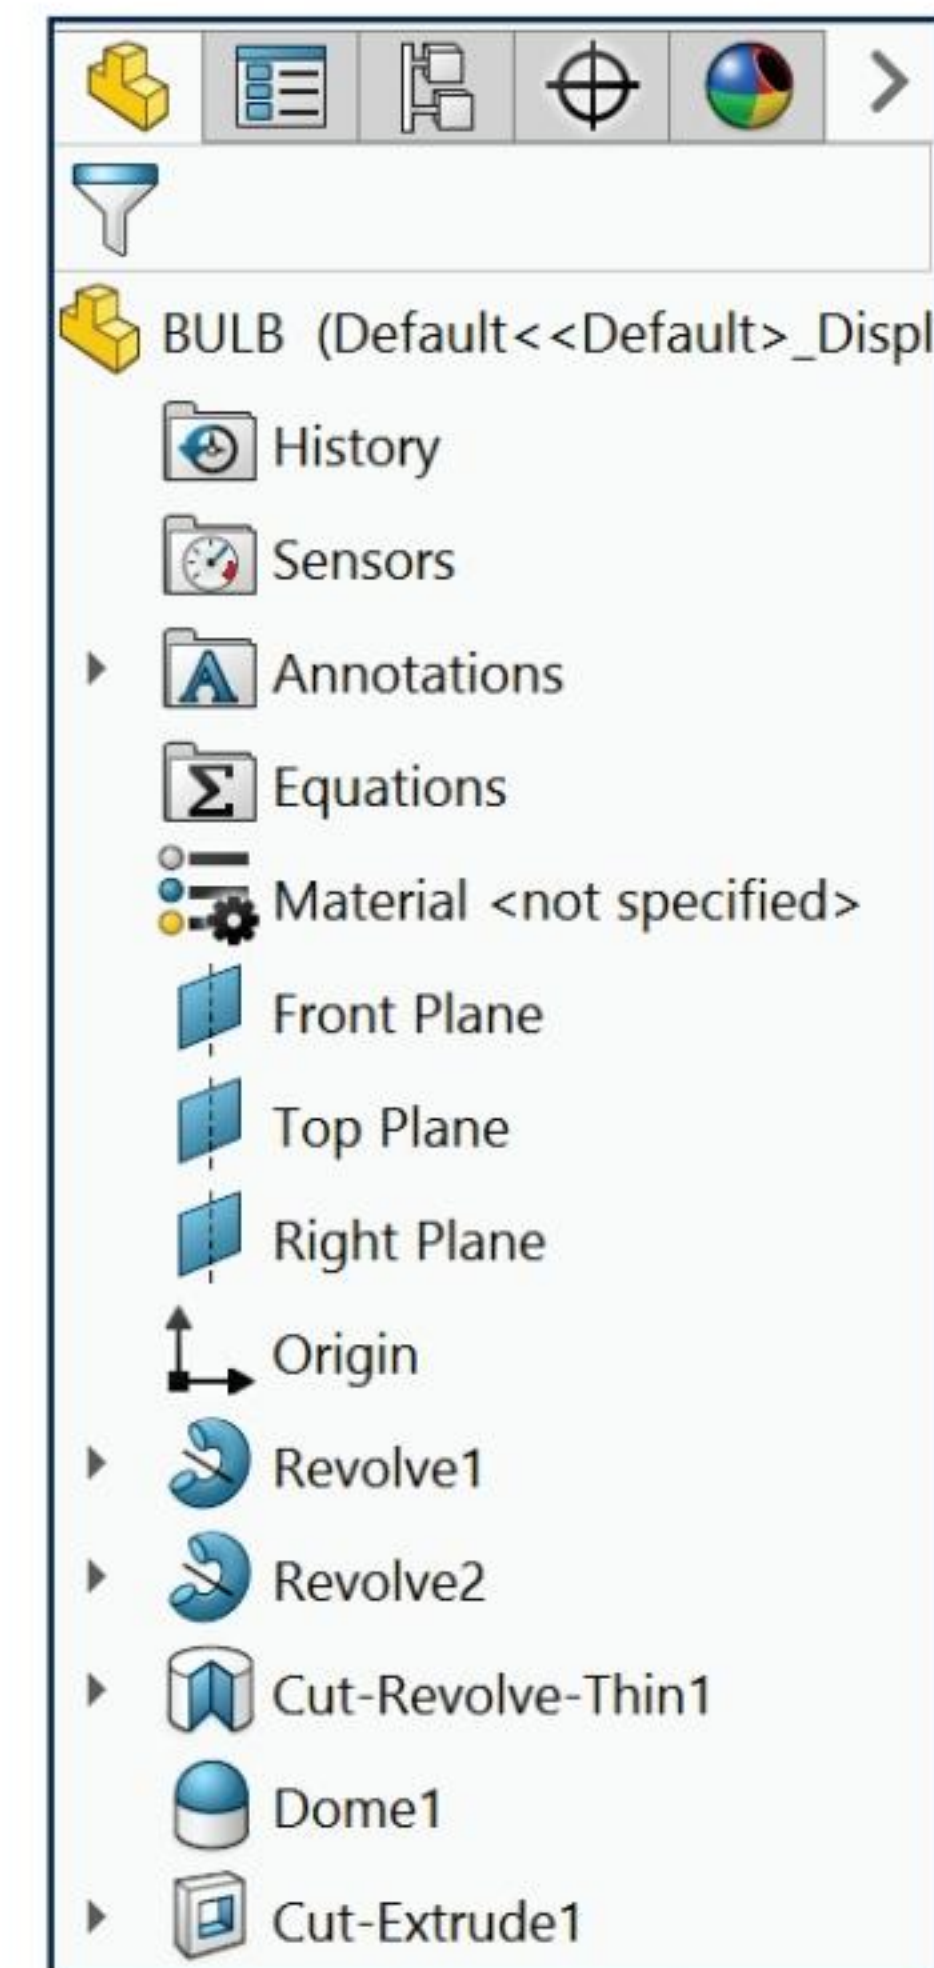 BULB (Default<<Default>_Displ
History
Sensors
Annotations
Equations
Material <not specified>
Front Plane
Top Plane
Right Plane
Origin
Revolve1
Revolve2
Cut-Revolve-Thin1
Dome1
Cut-Extrude1